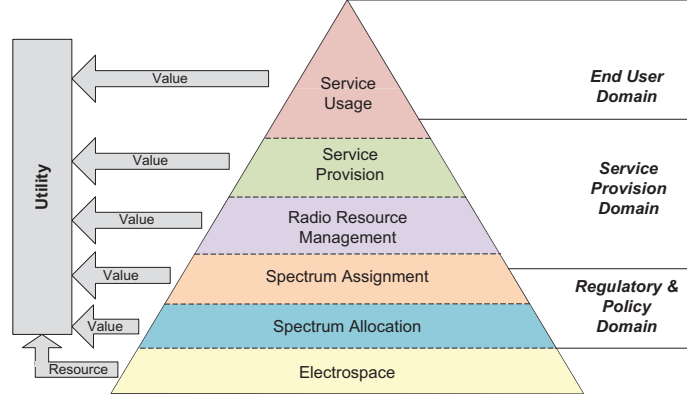 Utility
Value
Value
Value
Value
Value
Resource
Service
Usage
Service
Provision
Radio Resource
Management
Spectrum Assignment
Spectrum Allocation
Electrospace
End User
Domain
Service
Provision
Domain
Regulatory &
Policy
Domain